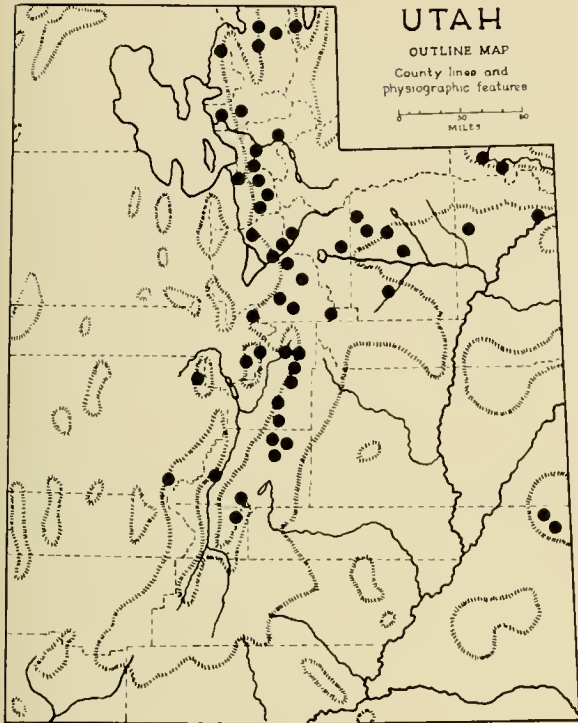 UTAH
OUTLINE MAP
County lines and
physiographic features
0 30 60
MILES